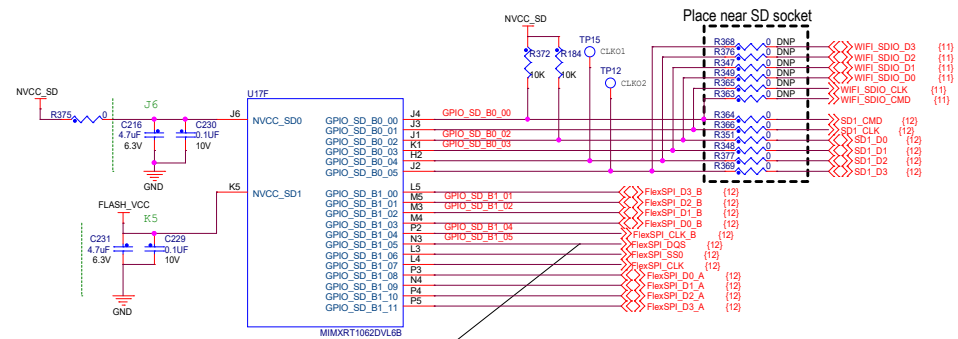 Place near SD socket
NVCC_SD
TP15
CLKO1
TP12
CLKO2
R372
10K
R184
10K
R368 0 DNP WIFI_SDIO_D3 {11}
R376 0 DNP WIFI_SDIO_D2 {11}
R347 0 DNP WIFI_SDIO_D1 {11}
R349 0 DNP WIFI_SDIO_D0 {11}
R365 0 DNP WIFI_SDIO_CLK {11}
R363 0 DNP WIFI_SDIO_CMD {11}
R364 0 SD1_CMD {12}
R366 0 SD1_CLK {12}
R351 0 SD1_D0 {12}
R348 0 SD1_D1 {12}
R377 0 SD1_D2 {12}
R369 0 SD1_D3 {12}
NVCC_SD
R375 0
J6
C216
4.7uF
6.3V
C230
0.1UF
10V
GND
U17F
J6 NVCC_SD0
K5 NVCC_SD1
GPIO_SD_B0_00 J4 GPIO_SD_B0_00
GPIO_SD_B0_01 J3
GPIO_SD_B0_02 J1 GPIO_SD_B0_02
GPIO_SD_B0_03 K1 GPIO_SD_B0_03
GPIO_SD_B0_04 H2
GPIO_SD_B0_05 J2
GPIO_SD_B1_00 L5 FlexSPI_D3_B {12}
GPIO_SD_B1_01 M5 GPIO_SD_B1_01 FlexSPI_D2_B {12}
GPIO_SD_B1_02 M3 GPIO_SD_B1_02 FlexSPI_D1_B {12}
GPIO_SD_B1_03 M4 FlexSPI_D0_B {12}
GPIO_SD_B1_04 P2 GPIO_SD_B1_04 FlexSPI_CLK_B {12}
GPIO_SD_B1_05 N3 GPIO_SD_B1_05 FlexSPI_DQS {12}
GPIO_SD_B1_06 L3 FlexSPI_SS0 {12}
GPIO_SD_B1_07 L4 FlexSPI_CLK {12}
GPIO_SD_B1_08 P3 FlexSPI_D0_A {12}
GPIO_SD_B1_09 N4 FlexSPI_D1_A {12}
GPIO_SD_B1_10 P4 FlexSPI_D2_A {12}
GPIO_SD_B1_11 P5 FlexSPI_D3_A {12}
MIMXRT1062DVL6B
FLASH_VCC
K5
C231
4.7uF
6.3V
C229
0.1UF
10V
GND